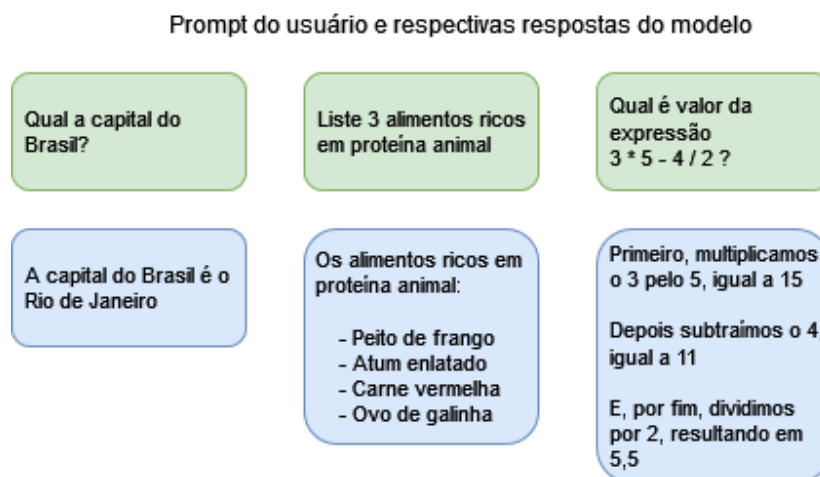 Prompt do usuário e respectivas respostas do modelo
Qual a capital do
Brasil?
Liste 3 alimentos ricos
em proteína animal
Qual é valor da
expressão
3 * 5 - 4 / 2 ?
A capital do Brasil é o
Rio de Janeiro
Os alimentos ricos em
proteína animal:
- Peito de frango
- Atum enlatado
- Carne vermelha
- Ovo de galinha
Primeiro, multiplicamos
o 3 pelo 5, igual a 15
Depois subtraímos o 4,
igual a 11
E, por fim, dividimos
por 2, resultando em
5,5